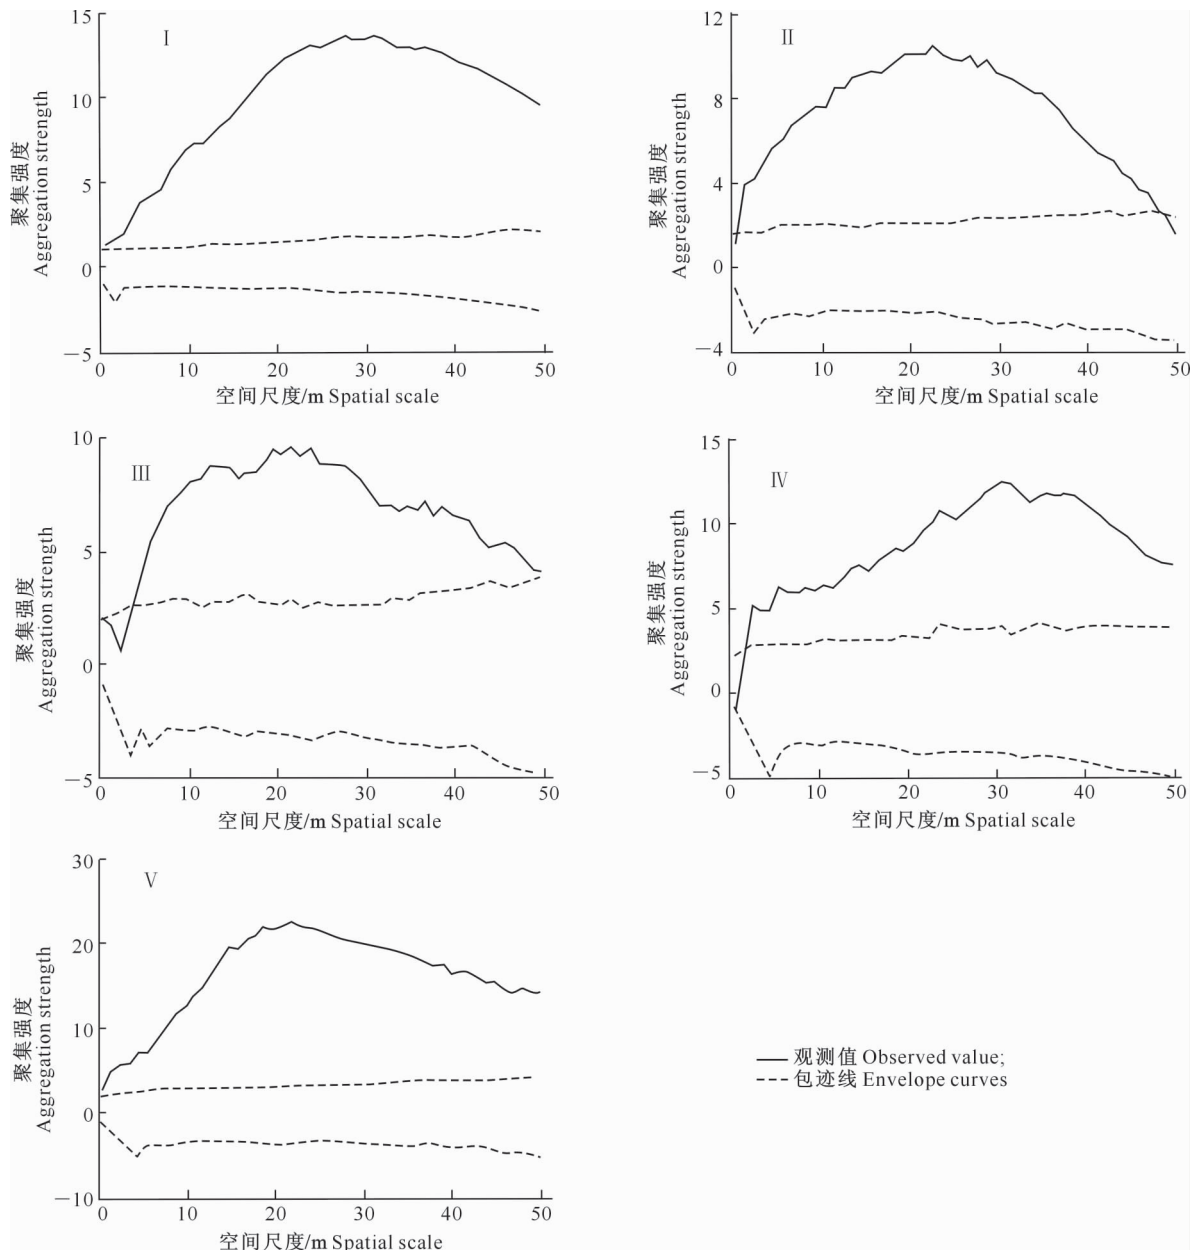 Ⅰ
聚集强度
Aggregation strength
15
10
5
0
－5
0 10 20 30 40 50
空间尺度/m Spatial scale
Ⅱ
聚集强度
Aggregation strength
12
8
4
0
－4
0 10 20 30 40 50
空间尺度/m Spatial scale
Ⅲ
聚集强度
Aggregation strength
10
5
0
－5
0 10 20 30 40 50
空间尺度/m Spatial scale
Ⅳ
聚集强度
Aggregation strength
15
10
5
0
－5
0 10 20 30 40 50
空间尺度/m Spatial scale
Ⅴ
聚集强度
Aggregation strength
30
20
10
0
－10
0 10 20 30 40 50
空间尺度/m Spatial scale
观测值 Observed value;
包迹线 Envelope curves